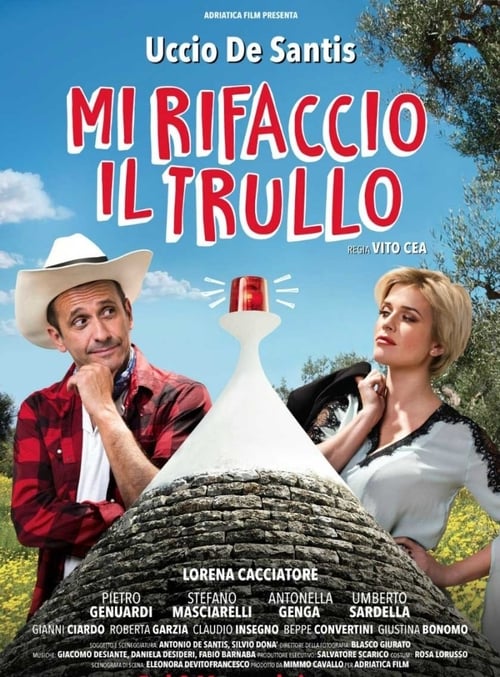 ADRIATICA FILM PRESENTA
Uccio De Santis
MI RIFACCIO
IL TRULLO
REGIA VITO CEA
LORENA CACCIATORE
PIETRO GENUARDI STEFANO MASCIARELLI ANTONELLA GENGA UMBERTO SARDELLA
GIANNI CIARDO ROBERTA GARZIA CLAUDIO INSEGNO BEPPE CONVERTINI GIUSTINA BONOMO
SOGGETTO E SCENEGGIATURA: ANTONIO DE SANTIS, SILVIO DONA' DIRETTORE DELLA FOTOGRAFIA: BLASCO GIURATO
MUSICHE: GIACOMO DESIANTE, DANIELA DESIDERI, FABIO BARNABA PRODUTTORE ESECUTIVO: SALVATORE SCARICO COSTUMI: ROSA LORUSSO
SCENOGRAFIA DI SCENA: ELEONORA DEVITOFRANCESCO PRODOTTO DA MIMMO CAVALLO PER ADRIATICA FILM